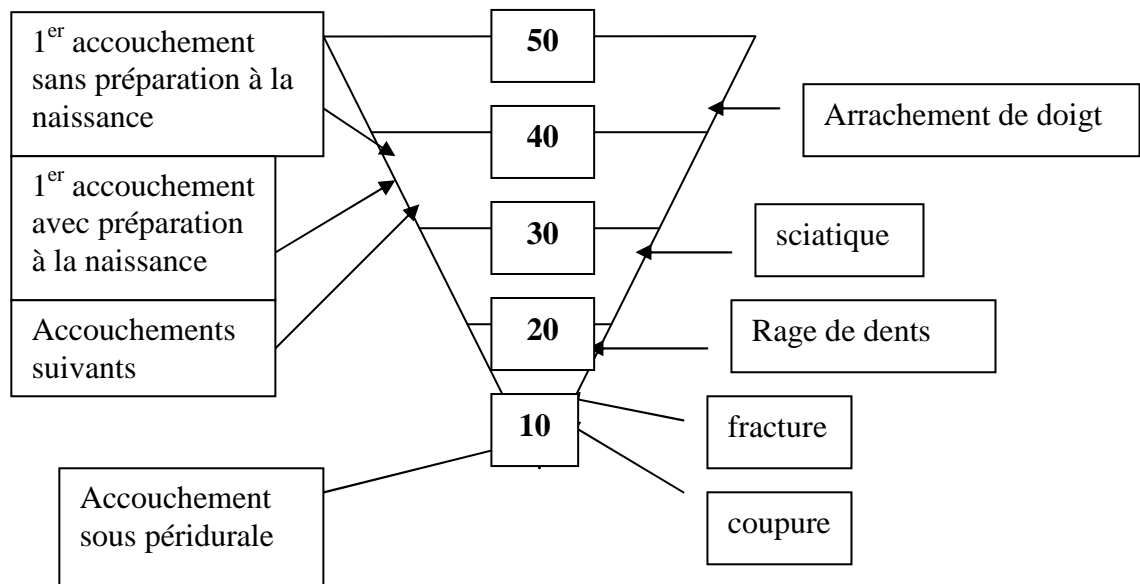 1er accouchement
sans préparation à la
naissance
1er accouchement
avec préparation
à la naissance
Accouchements
suivants
Accouchement
sous péridurale
50
40
30
20
10
Arrachement de doigt
sciatique
Rage de dents
fracture
coupure